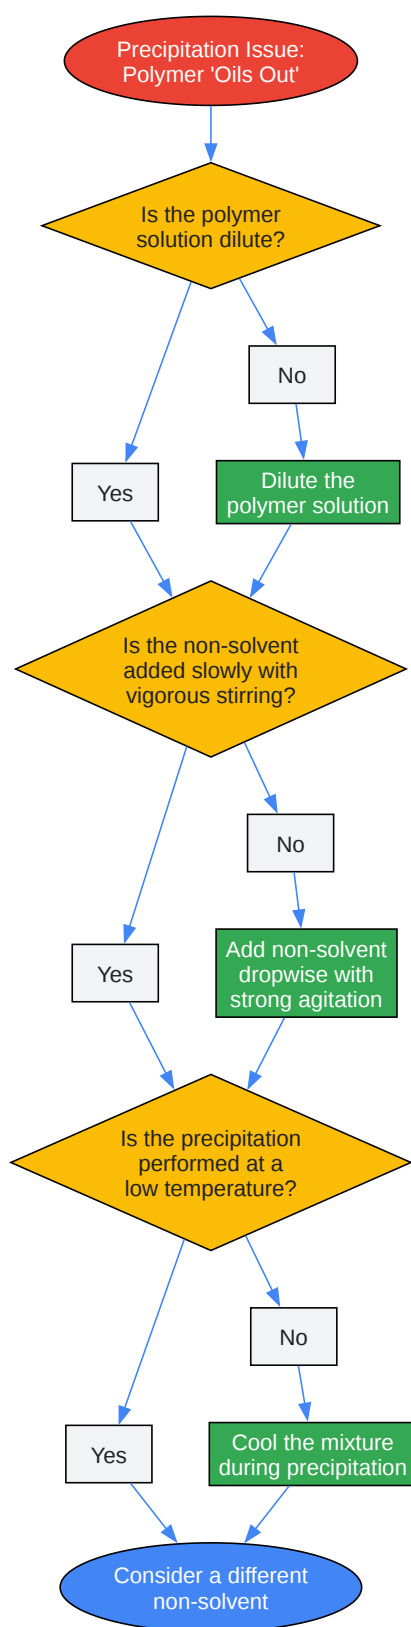 Precipitation Issue:
Polymer 'Oils Out'
Is the polymer
solution dilute?
No
Yes
Dilute the
polymer solution
Is the non-solvent
added slowly with
vigorous stirring?
No
Yes
Add non-solvent
dropwise with
strong agitation
Is the precipitation
performed at a
low temperature?
No
Yes
Cool the mixture
during precipitation
Consider a different
non-solvent